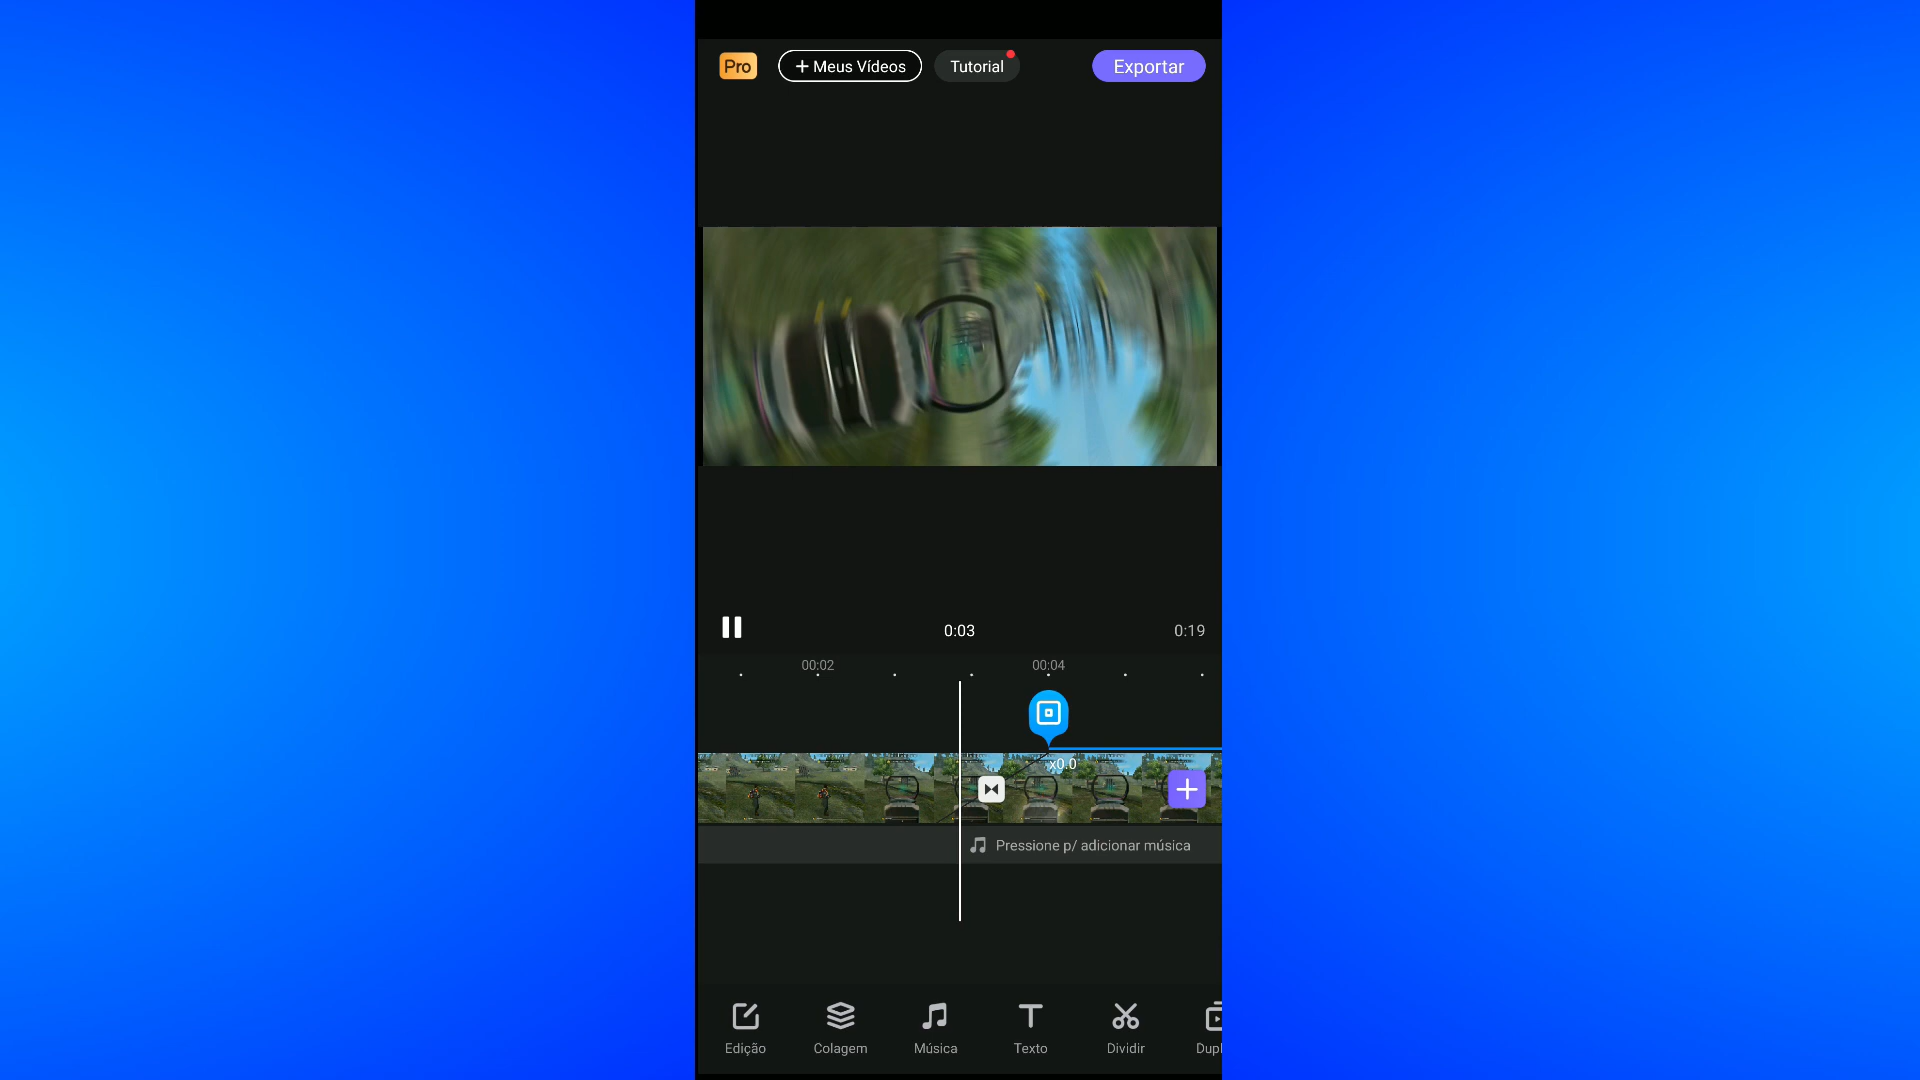 Pro
Meus Vídeos
Tutorial
Exportar
0:03
0:19
00:02
00:04
x0.0
Pressione p/ adicionar música
Edição
Colagem
Música
Texto
Dividir
Dupl